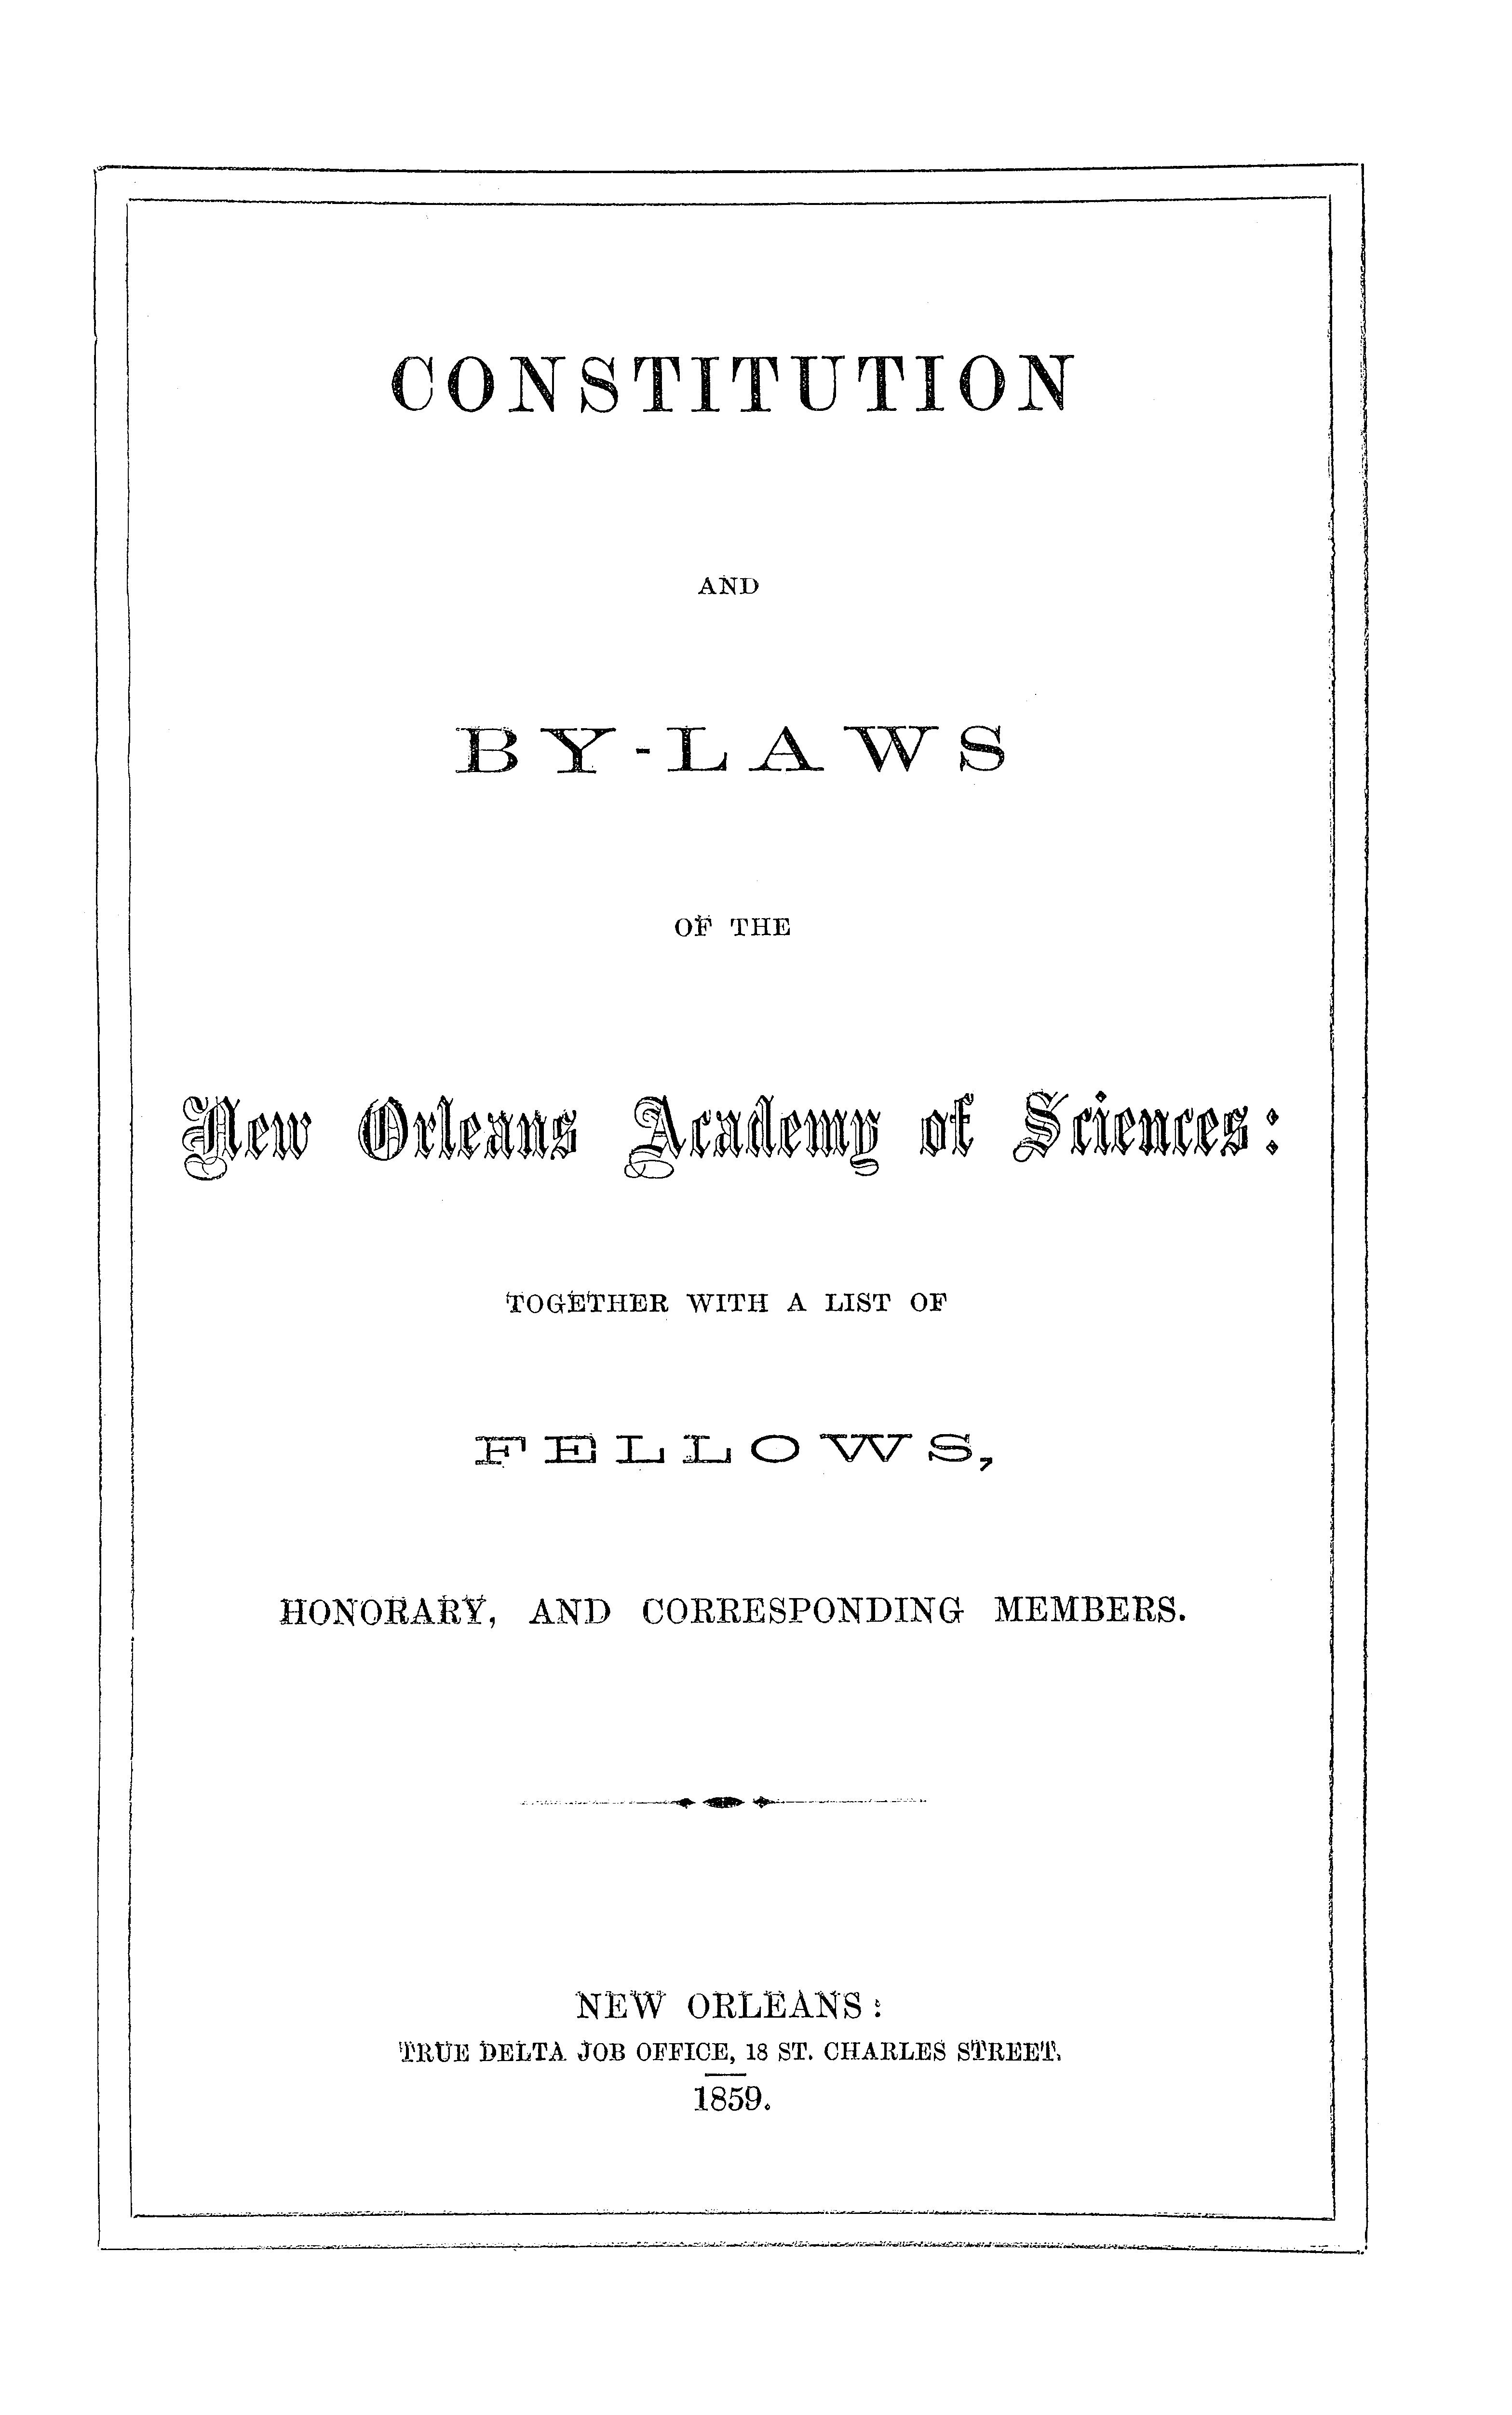 CONSTITUTION
AND
BY-LAWS
OF THE
New Orleans Academy of Sciences:
TOGETHER WITH A LIST OF
FELLOWS,
HONORARY, AND CORRESPONDING MEMBERS.
NEW ORLEANS:
TRUE DELTA JOB OFFICE, 18 ST. CHARLES STREET.
1859.